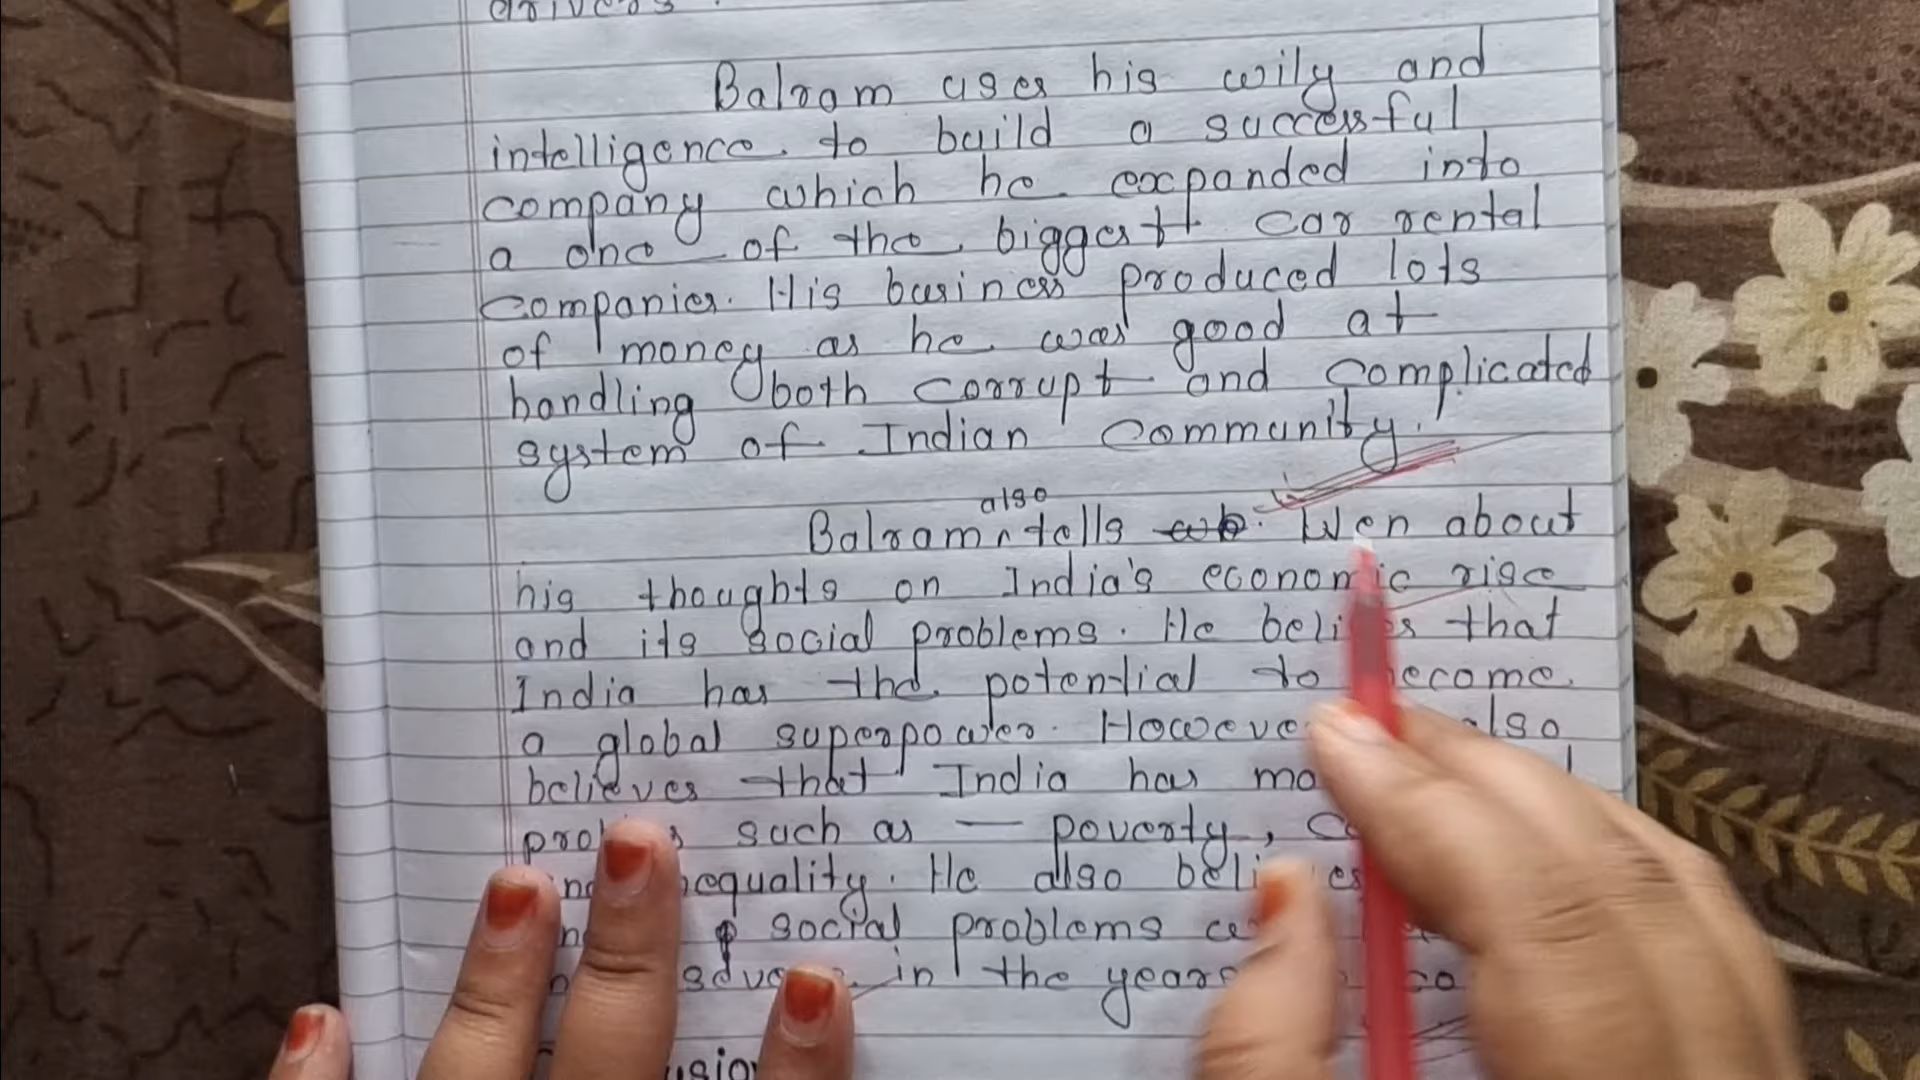 drivers.
Balram uses his wily and
intelligence to build a successful
company which he expanded into
a one of the biggest car rental
companies. His business produced lots
of money as he was good at
handling both corrupt and complicated
system of Indian Community.
also
Balram ^ tells Wen about
his thoughts on India's economic rise
and its social problems. He that
India has the potential to
a global superpower. also
believes that India has
such as — poverty,
He also
social problems
in the years